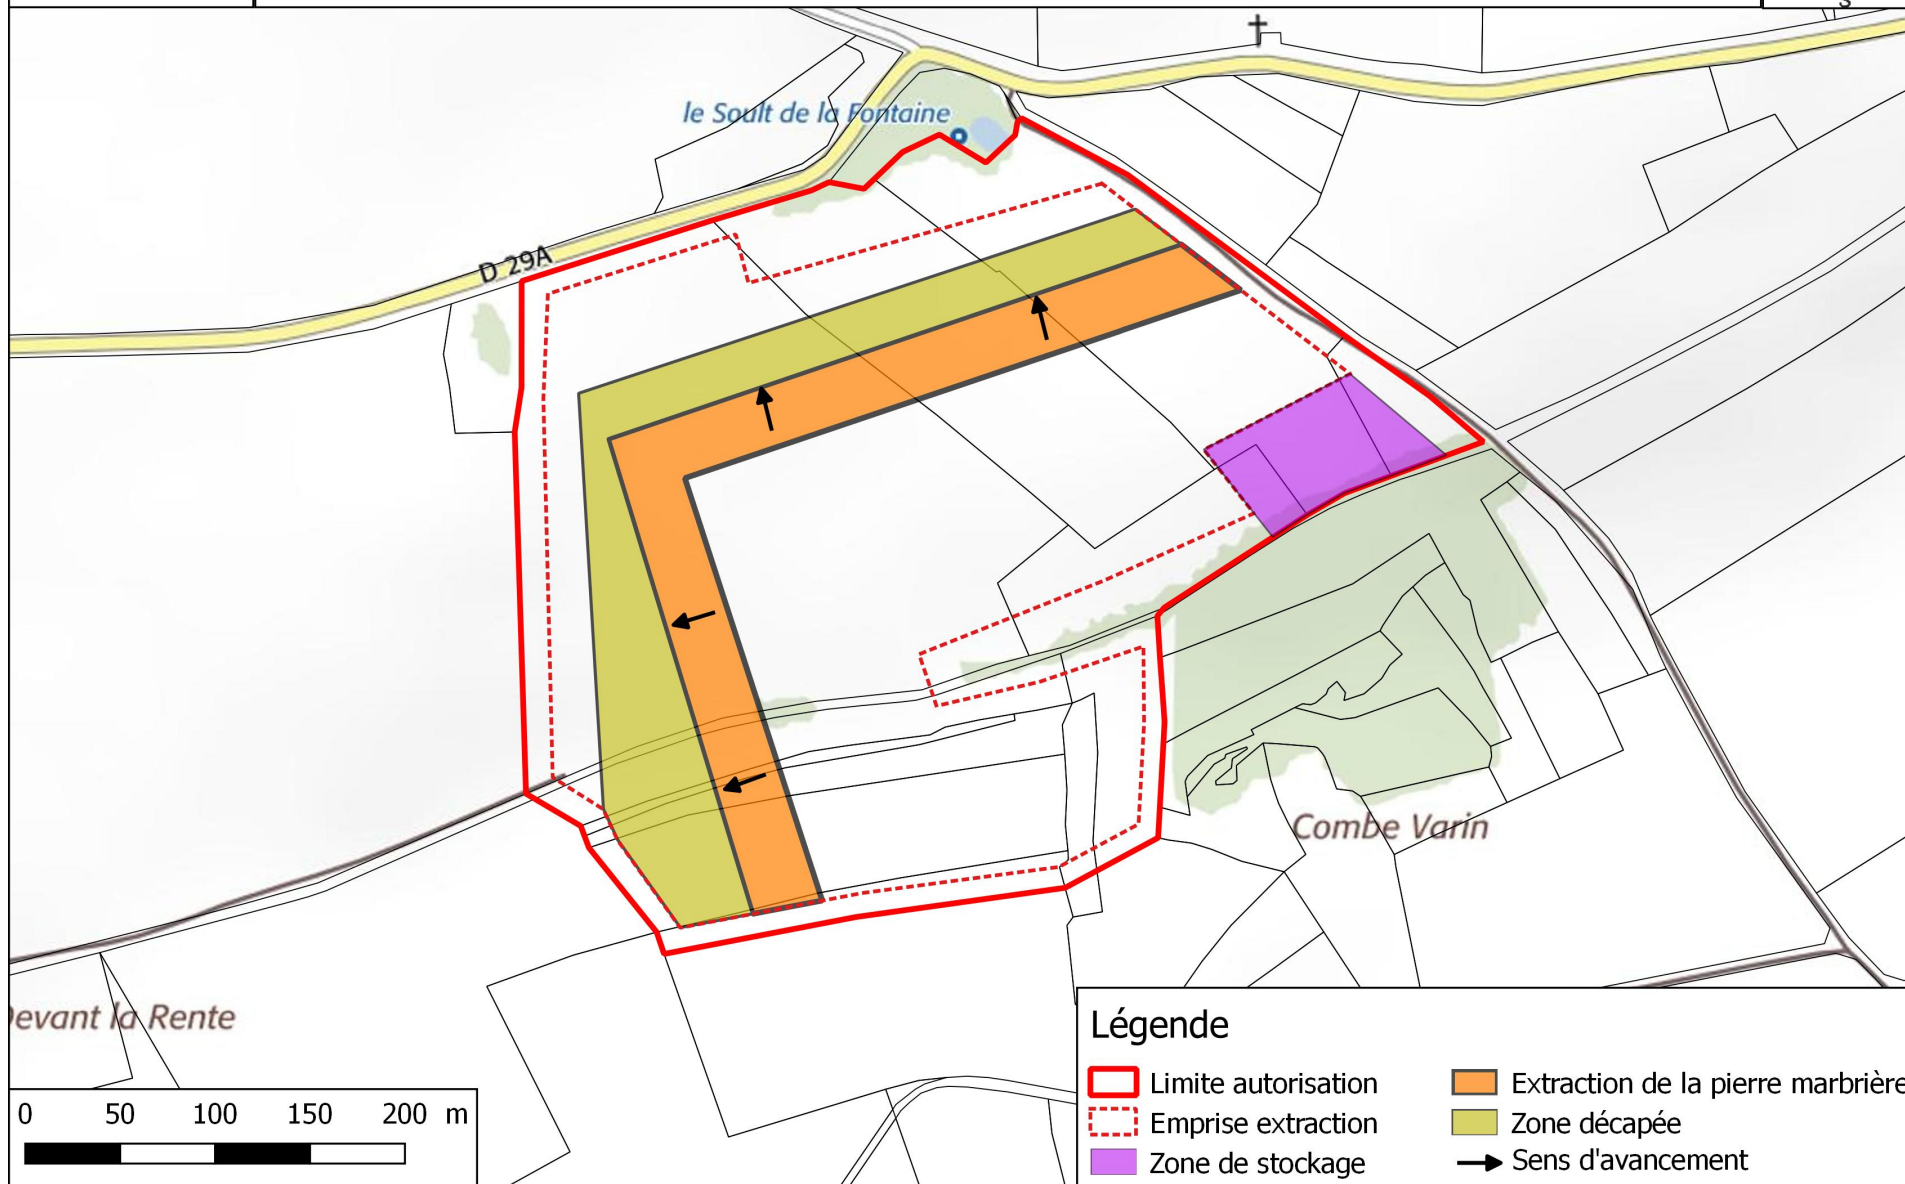 ✝
le Soult de la Fontaine
D 29A
Combe Varin
evant la Rente
0 50 100 150 200 m
Légende
Limite autorisation
Emprise extraction
Zone de stockage
Extraction de la pierre marbrière
Zone décapée
Sens d'avancement